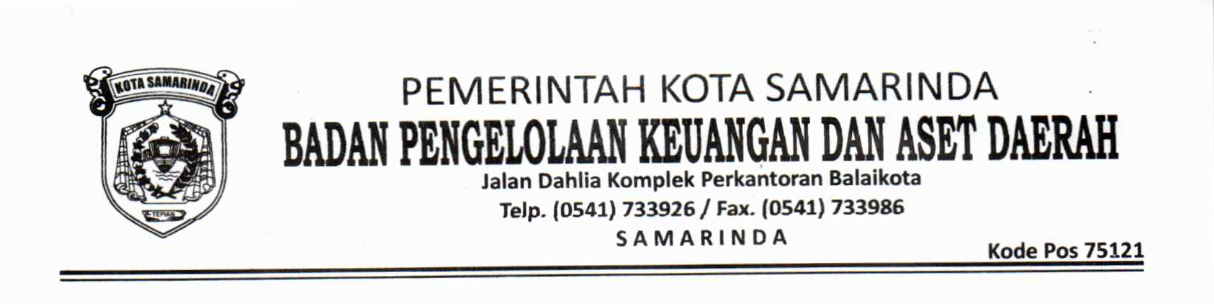 KOTA SAMARINDA
TEPIAN
PEMERINTAH KOTA SAMARINDA
BADAN PENGELOLAAN KEUANGAN DAN ASET DAERAH
Jalan Dahlia Komplek Perkantoran Balaikota
Telp. (0541) 733926 / Fax. (0541) 733986
SAMARINDA
Kode Pos 75121